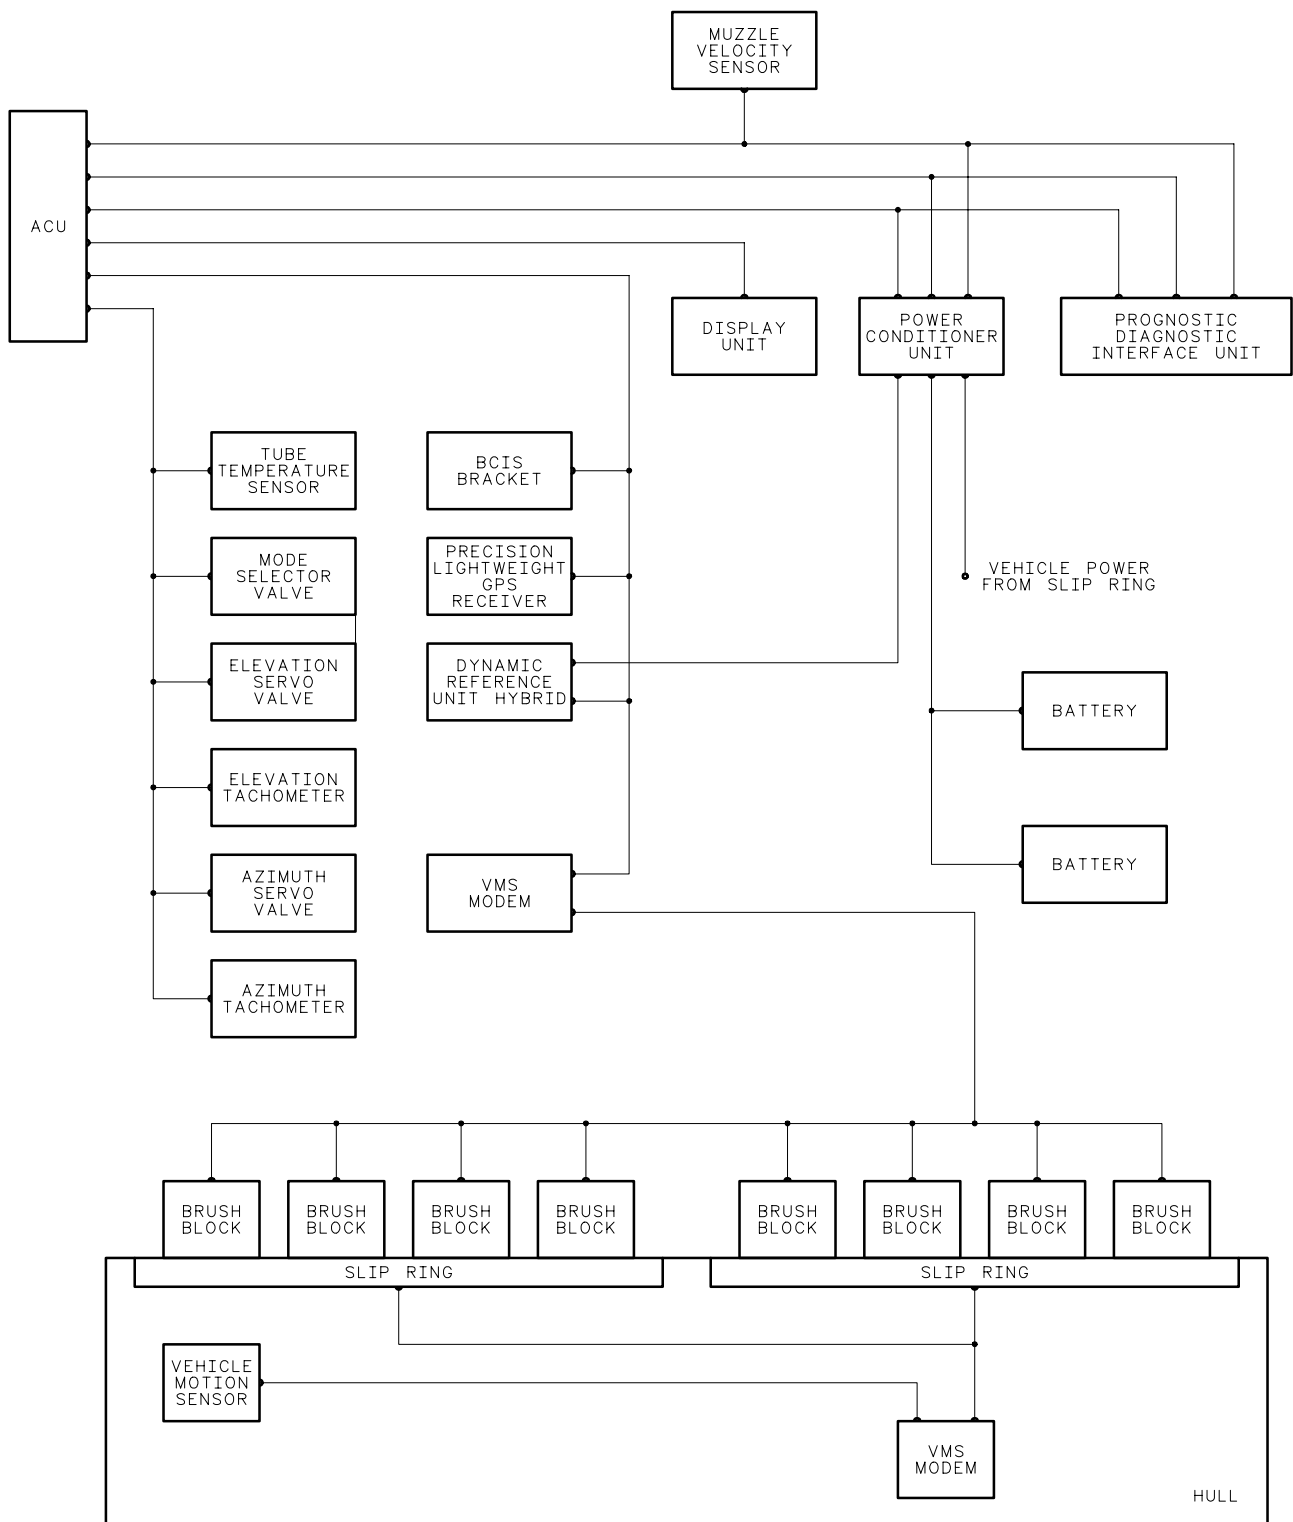 MUZZLE
VELOCITY
SENSOR
ACU
DISPLAY
UNIT
POWER
CONDITIONER
UNIT
PROGNOSTIC
DIAGNOSTIC
INTERFACE UNIT
TUBE
TEMPERATURE
SENSOR
BCIS
BRACKET
MODE
SELECTOR
VALVE
PRECISION
LIGHTWEIGHT
GPS
RECEIVER
VEHICLE POWER
FROM SLIP RING
ELEVATION
SERVO
VALVE
DYNAMIC
REFERENCE
UNIT HYBRID
BATTERY
ELEVATION
TACHOMETER
BATTERY
AZIMUTH
SERVO
VALVE
VMS
MODEM
AZIMUTH
TACHOMETER
BRUSH
BLOCK
BRUSH
BLOCK
BRUSH
BLOCK
BRUSH
BLOCK
BRUSH
BLOCK
BRUSH
BLOCK
BRUSH
BLOCK
BRUSH
BLOCK
SLIP RING
SLIP RING
VEHICLE
MOTION
SENSOR
VMS
MODEM
HULL